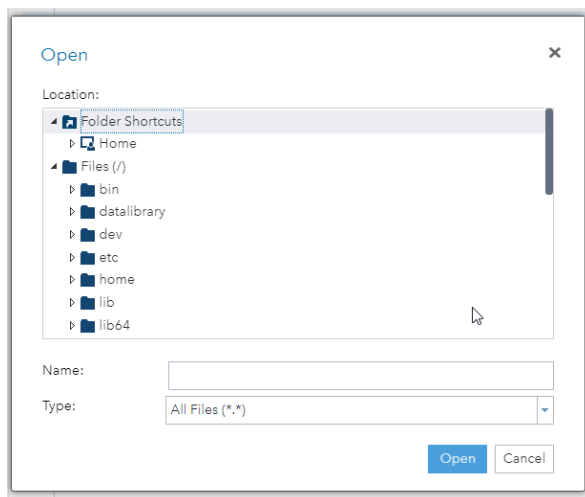 Open
Location:
Folder Shortcuts
Home
Files (/)
bin
datalibrary
dev
etc
home
lib
lib64
Name:
Type: All Files (*.*)
Open Cancel